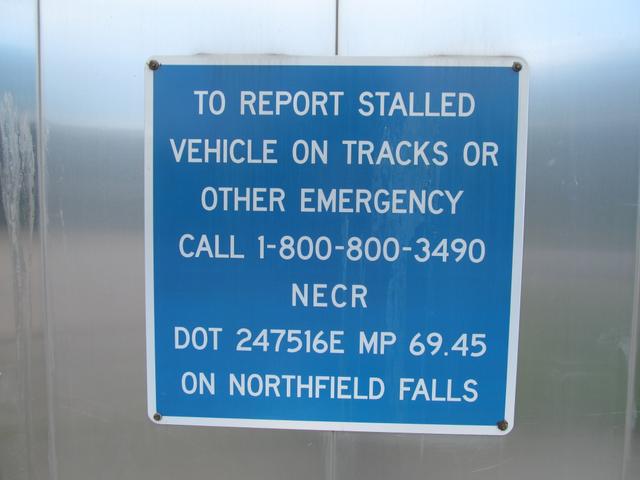 TO REPORT STALLED
VEHICLE ON TRACKS OR
OTHER EMERGENCY
CALL 1-800-800-3490
NECR
DOT 247516E MP 69.45
ON NORTHFIELD FALLS